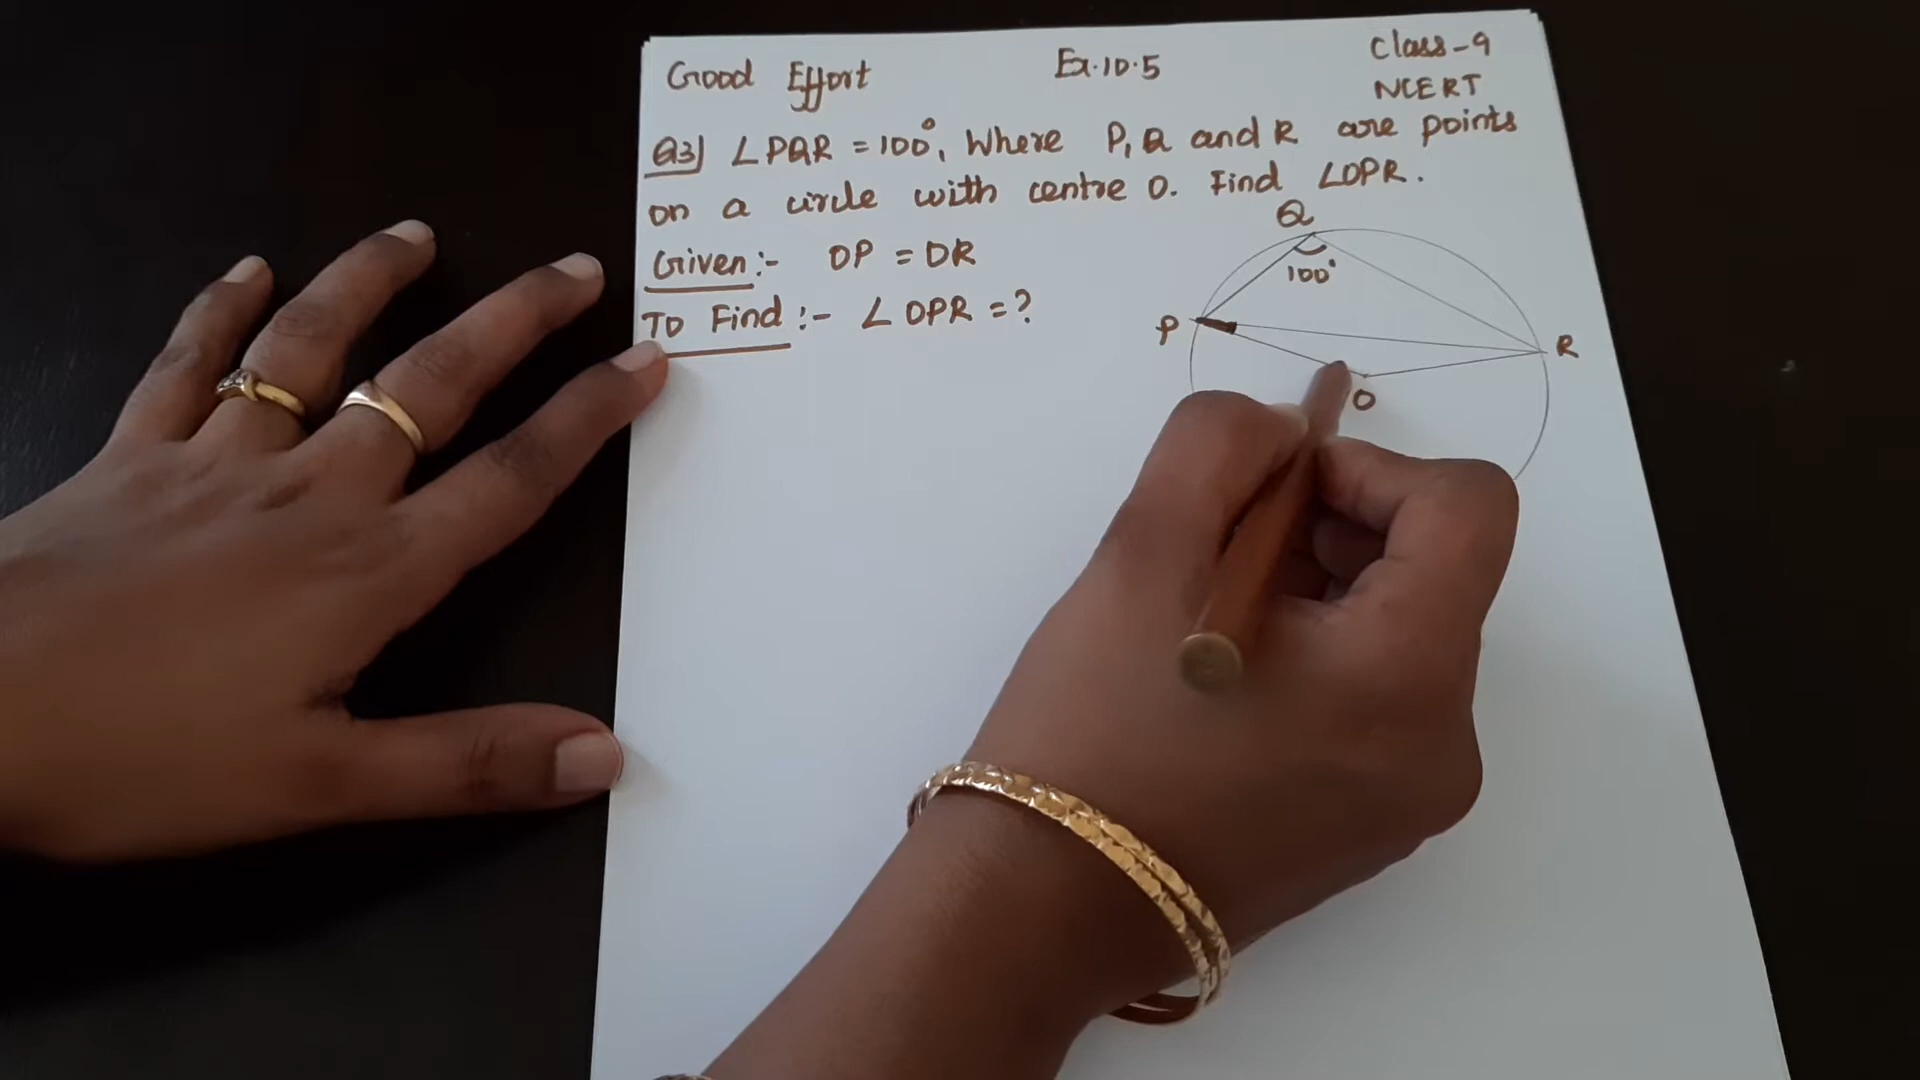 Good Effort Ex.10.5 Class-9
NCERT
Q3) ∠PQR = 100°, Where P, Q and R are points
on a circle with centre O. Find ∠OPR.
Given:- OP = OR
To Find:- ∠OPR = ?
Q
100°
P
R
O